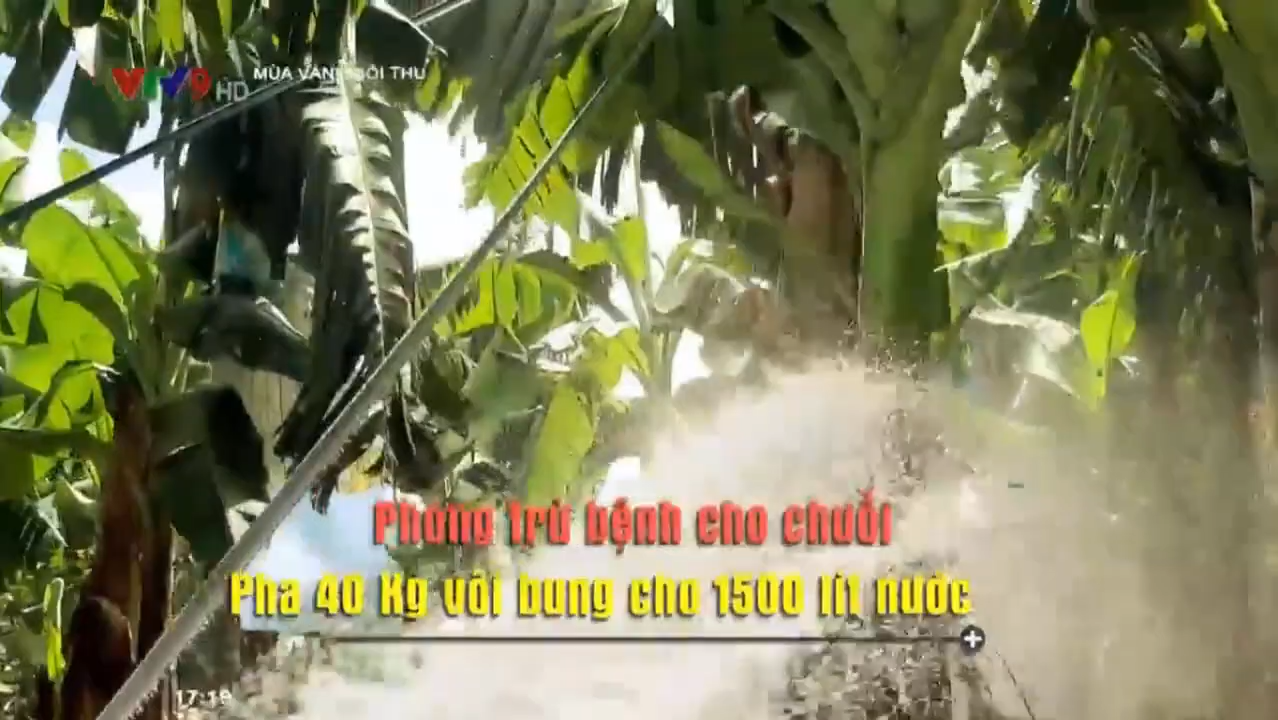 VTV9 HD
MÙA VÀNG BỘI THU
Phòng trừ bệnh cho chuối
Pha 40 Kg vôi bung cho 1500 lít nước
17:19